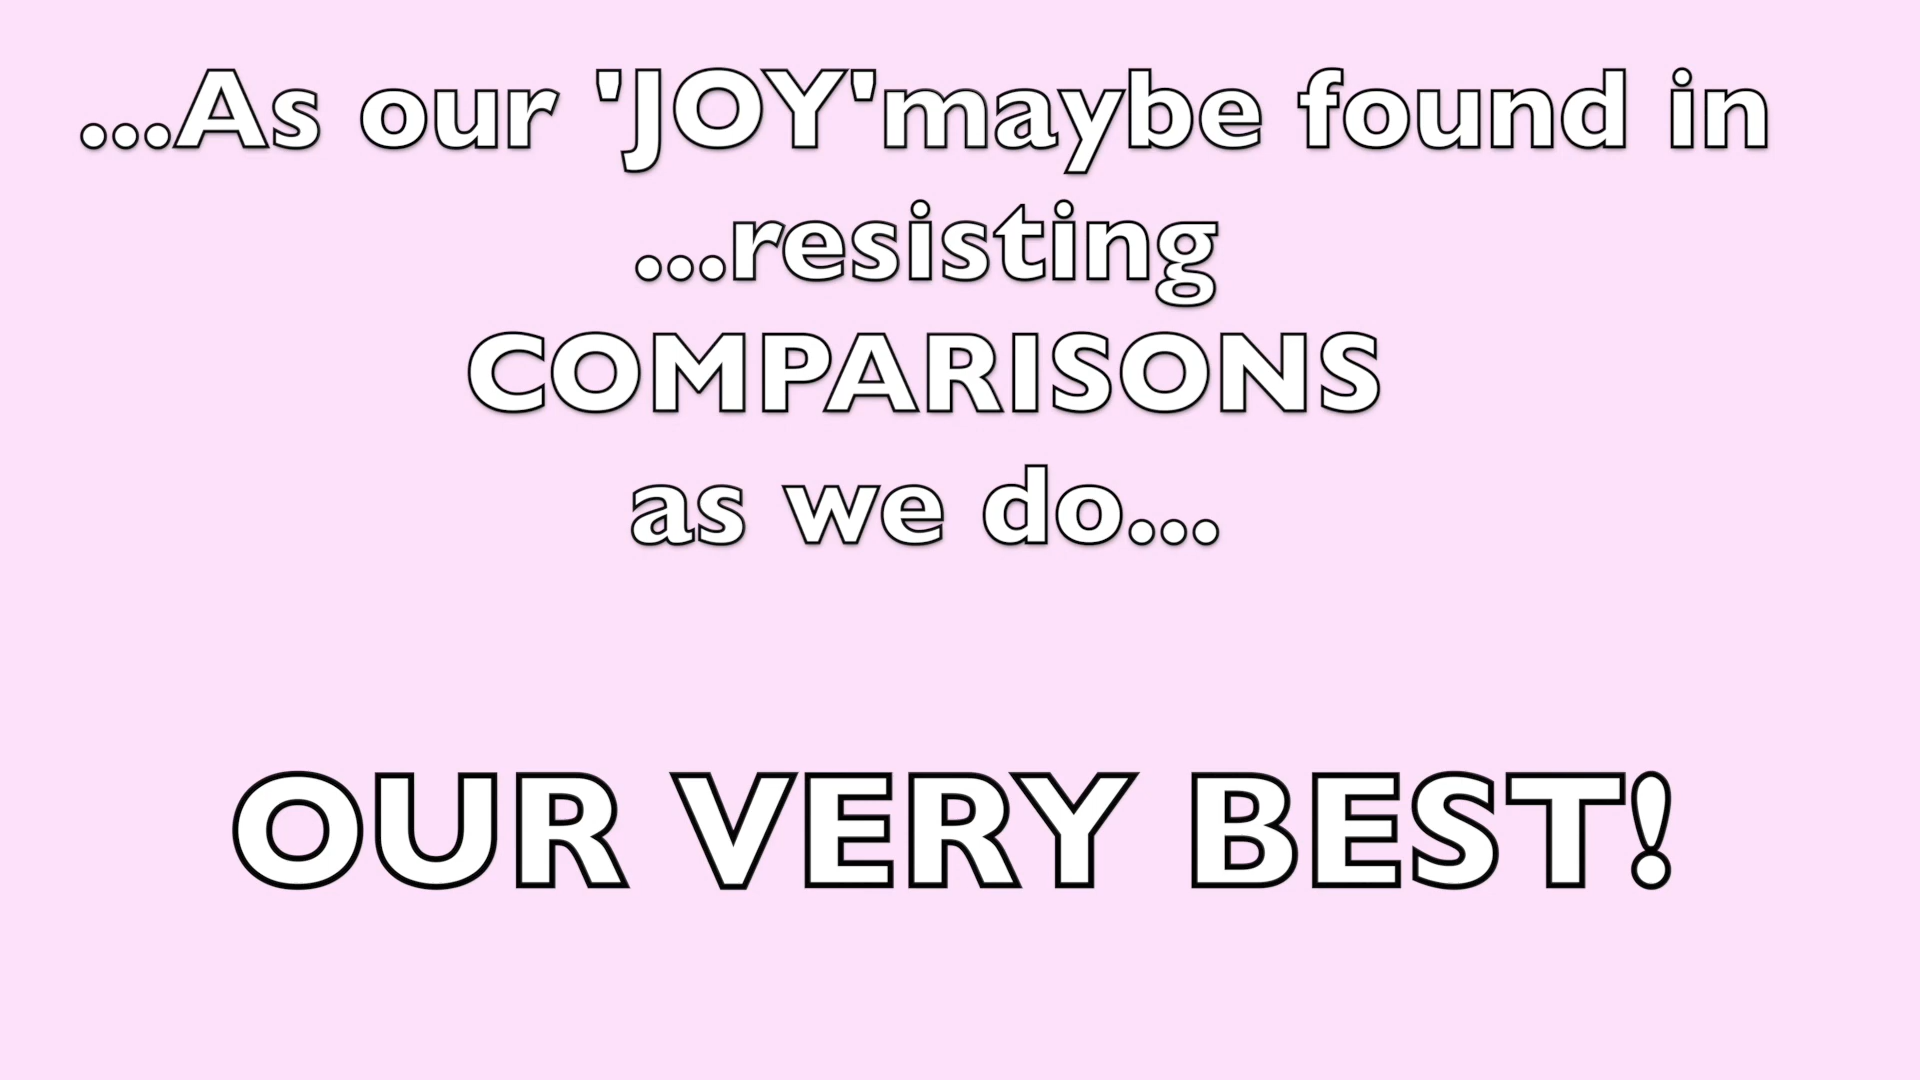 ...As our 'JOY'maybe found in
...resisting
COMPARISONS
as we do...
OUR VERY BEST!